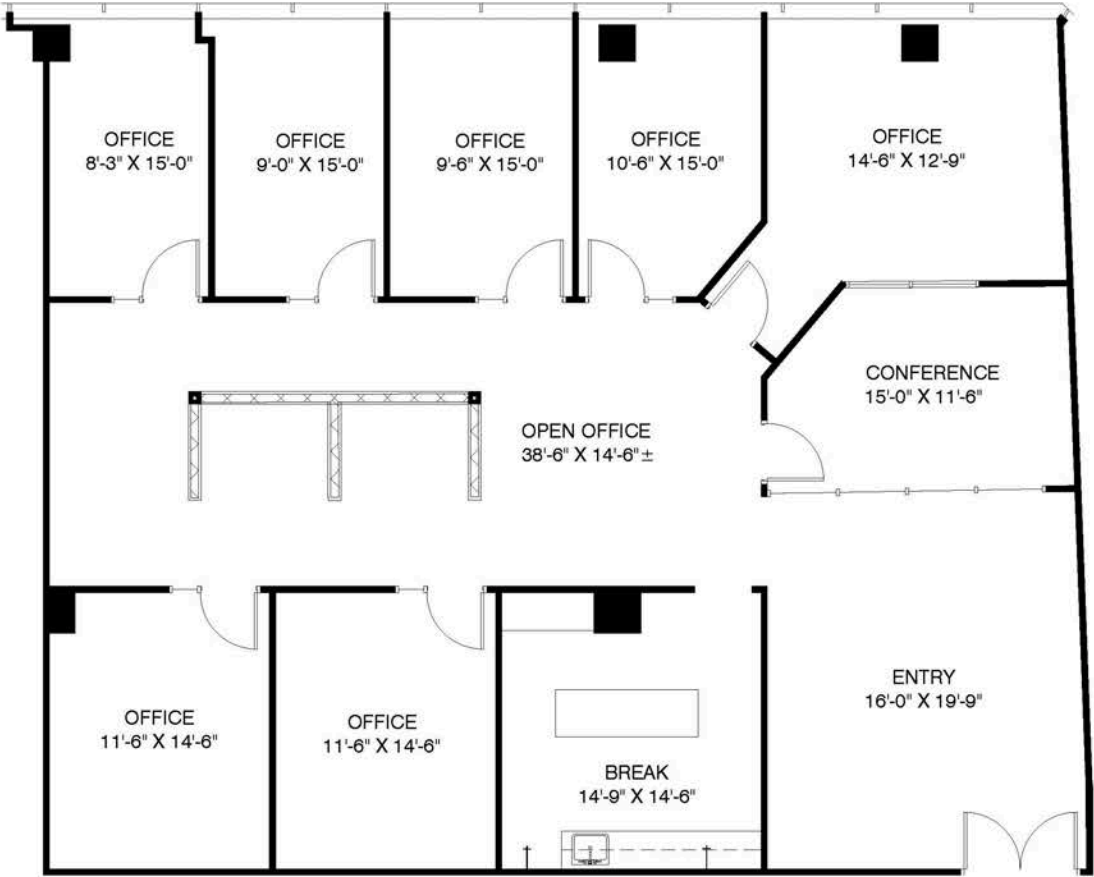 OFFICE
8'-3" X 15'-0"
OFFICE
9'-0" X 15'-0"
OFFICE
9'-6" X 15'-0"
OFFICE
10'-6" X 15'-0"
OFFICE
14'-6" X 12'-9"
CONFERENCE
15'-0" X 11'-6"
OPEN OFFICE
38'-6" X 14'-6"±
ENTRY
16'-0" X 19'-9"
OFFICE
11'-6" X 14'-6"
OFFICE
11'-6" X 14'-6"
BREAK
14'-9" X 14'-6"